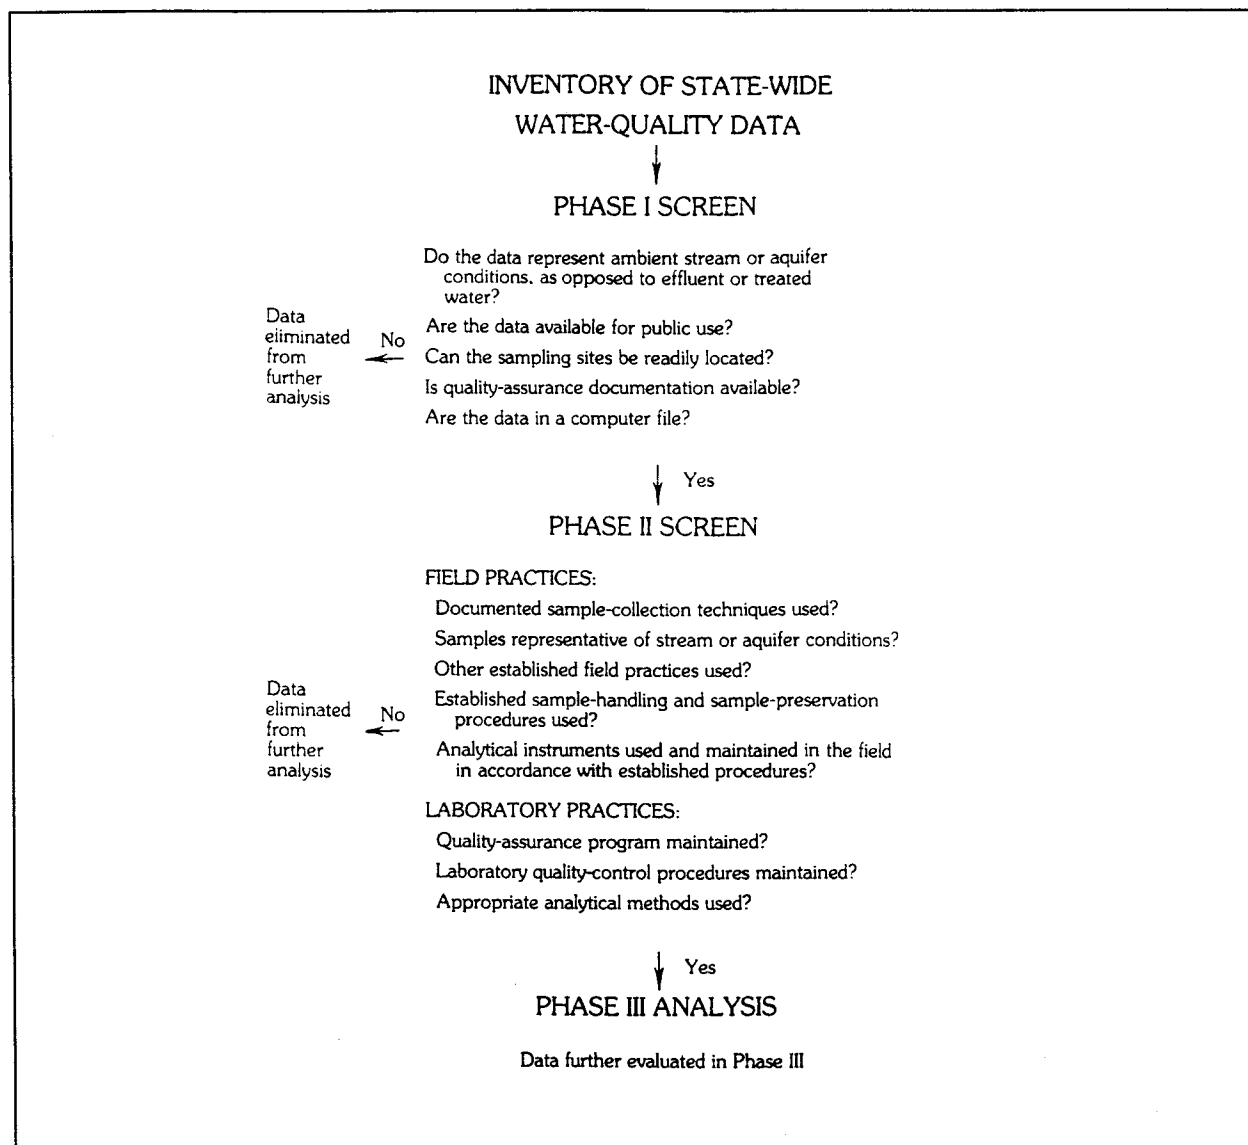 INVENTORY OF STATE-WIDE
WATER-QUALITY DATA
PHASE I SCREEN
Do the data represent ambient stream or aquifer
conditions, as opposed to effluent or treated
water?
Are the data available for public use?
Can the sampling sites be readily located?
Is quality-assurance documentation available?
Are the data in a computer file?
Data
eliminated
from
further
analysis
No
Yes
PHASE II SCREEN
FIELD PRACTICES:
Documented sample-collection techniques used?
Samples representative of stream or aquifer conditions?
Other established field practices used?
Established sample-handling and sample-preservation
procedures used?
Analytical instruments used and maintained in the field
in accordance with established procedures?
Data
eliminated
from
further
analysis
No
LABORATORY PRACTICES:
Quality-assurance program maintained?
Laboratory quality-control procedures maintained?
Appropriate analytical methods used?
Yes
PHASE III ANALYSIS
Data further evaluated in Phase III